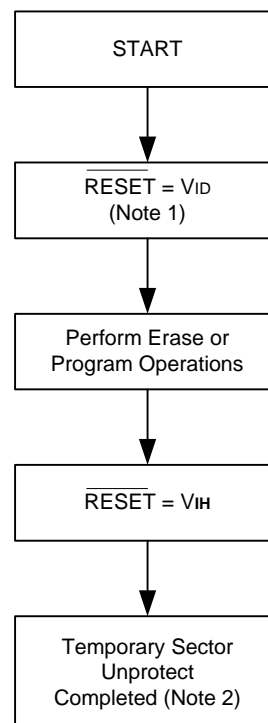 START
RESET = VID
(Note 1)
Perform Erase or
Program Operations
RESET = VIH
Temporary Sector
Unprotect
Completed (Note 2)